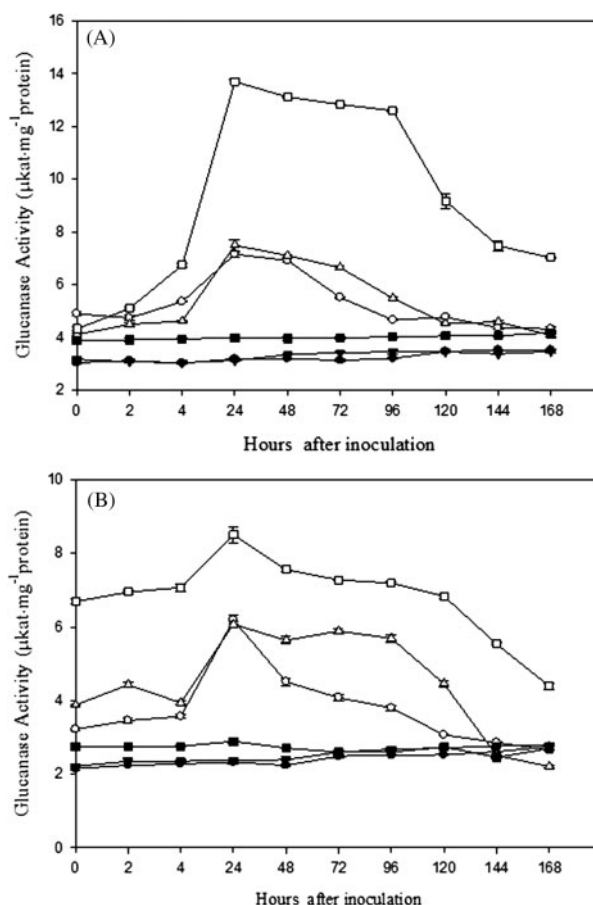 (A)
Glucanase Activity (μkat·mg⁻¹protein)
16
14
12
10
8
6
4
2
0 2 4 24 48 72 96 120 144 168
Hours after inoculation
(B)
Glucanase Activity (μkat·mg⁻¹protein)
10
8
6
4
2
0
0 2 4 24 48 72 96 120 144 168
Hours after inoculation